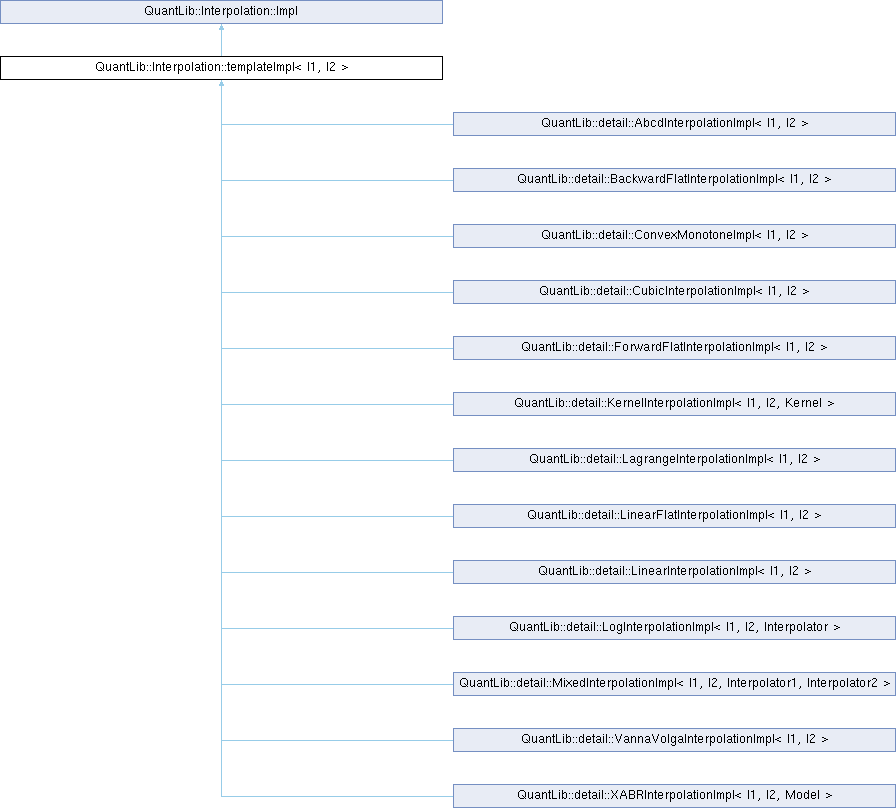 QuantLib::Interpolation::Impl
QuantLib::Interpolation::templateImpl< I1, I2 >
QuantLib::detail::AbcdInterpolationImpl< I1, I2 >
QuantLib::detail::BackwardFlatInterpolationImpl< I1, I2 >
QuantLib::detail::ConvexMonotoneImpl< I1, I2 >
QuantLib::detail::CubicInterpolationImpl< I1, I2 >
QuantLib::detail::ForwardFlatInterpolationImpl< I1, I2 >
QuantLib::detail::KernelInterpolationImpl< I1, I2, Kernel >
QuantLib::detail::LagrangeInterpolationImpl< I1, I2 >
QuantLib::detail::LinearFlatInterpolationImpl< I1, I2 >
QuantLib::detail::LinearInterpolationImpl< I1, I2 >
QuantLib::detail::LogInterpolationImpl< I1, I2, Interpolator >
QuantLib::detail::MixedInterpolationImpl< I1, I2, Interpolator1, Interpolator2 >
QuantLib::detail::VannaVolgaInterpolationImpl< I1, I2 >
QuantLib::detail::XABRInterpolationImpl< I1, I2, Model >